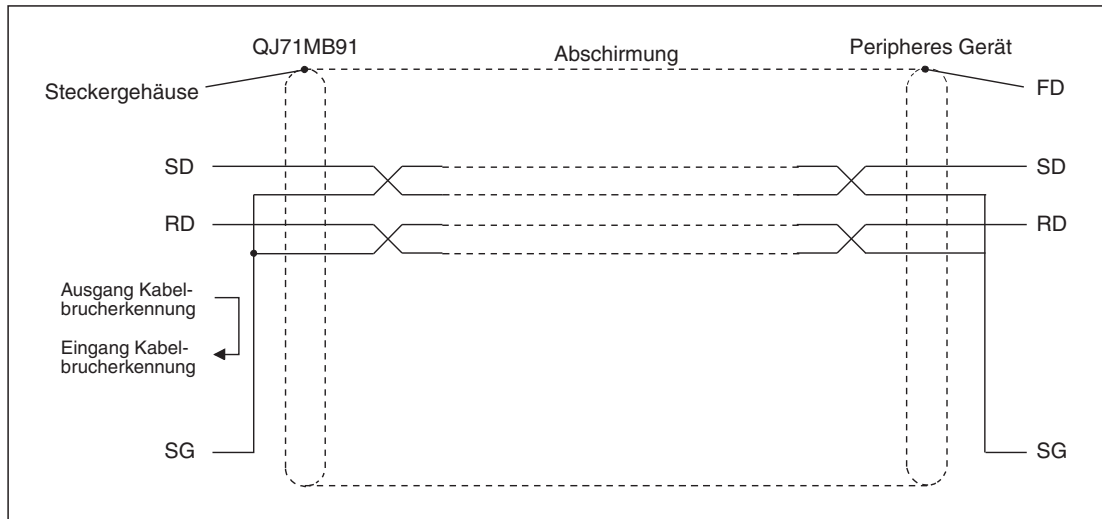 QJ71MB91
Abschirmung
Peripheres Gerät
Steckergehäuse
FD
SD
SD
RD
RD
Ausgang Kabel-
brucherkennung
Eingang Kabel-
brucherkennung
SG
SG